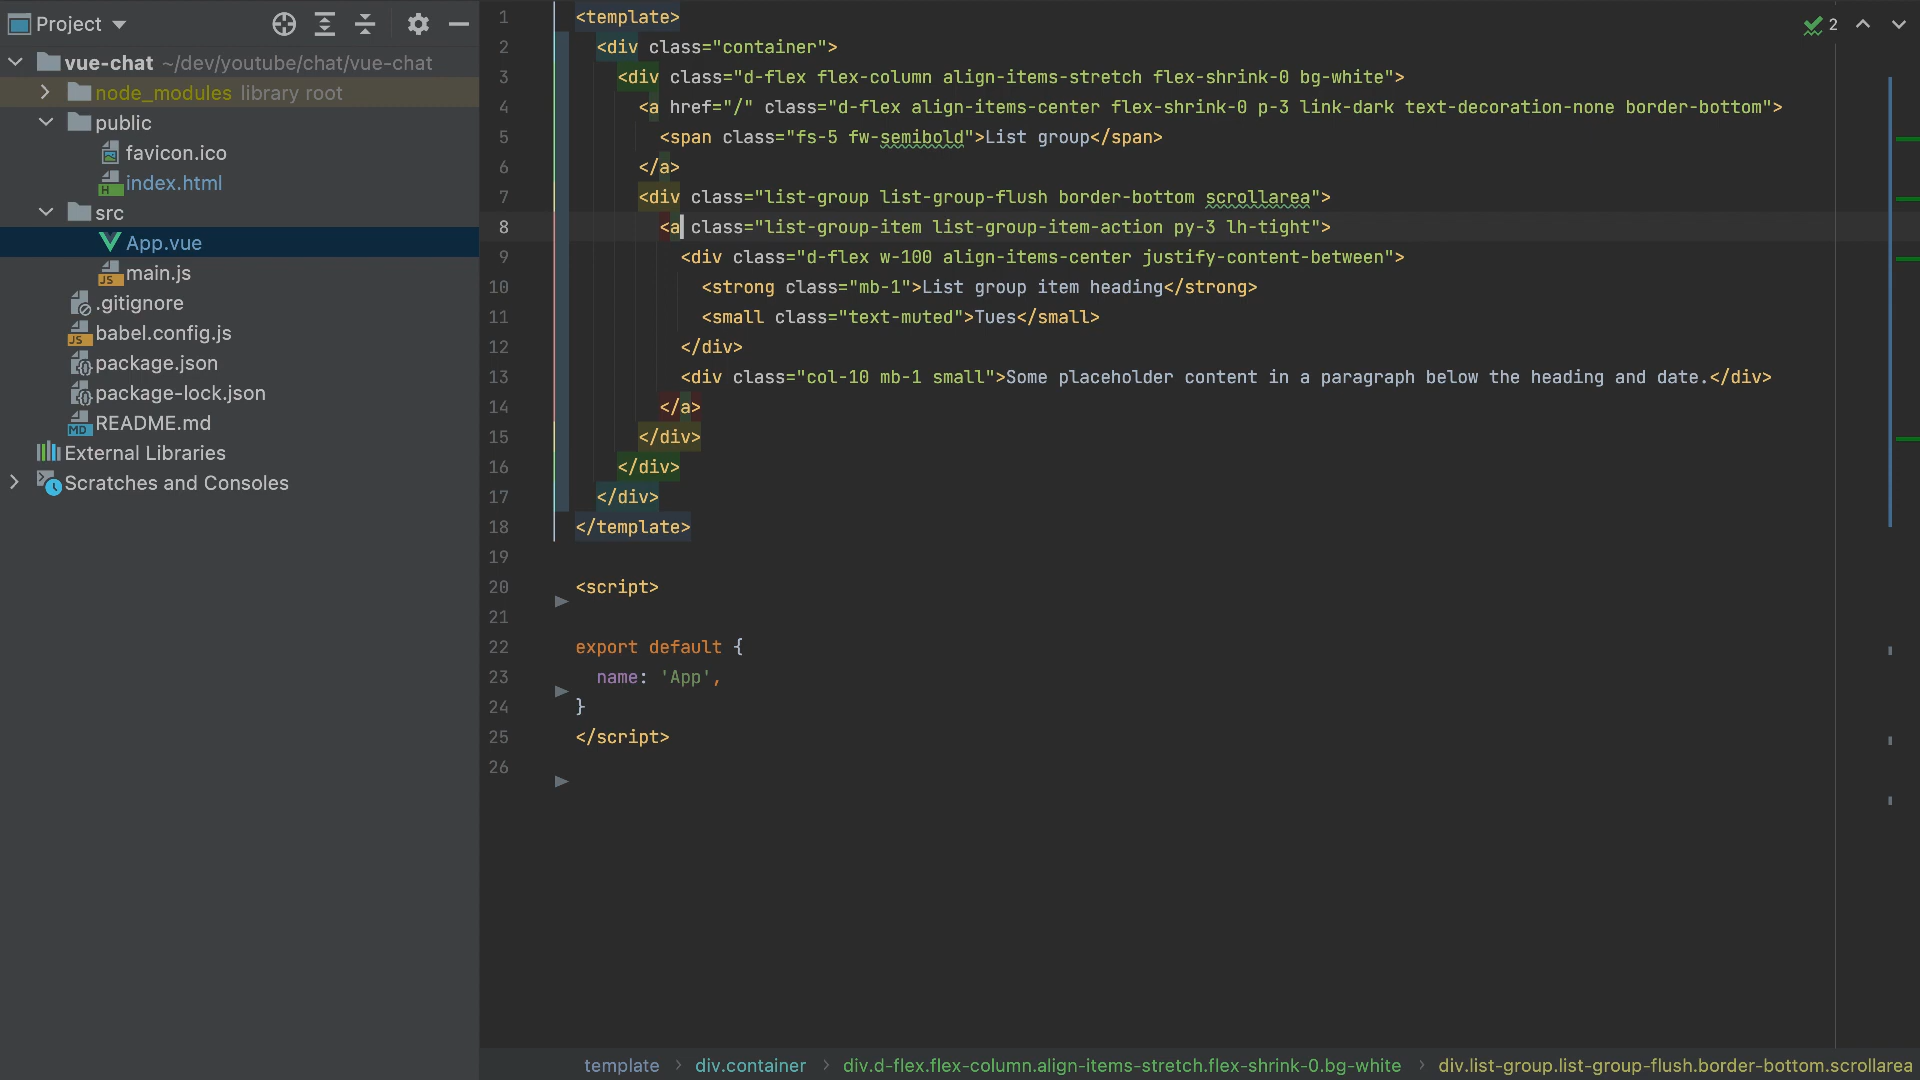 Project
vue-chat ~/dev/youtube/chat/vue-chat
node_modules library root
public
favicon.ico
index.html
src
App.vue
main.js
.gitignore
babel.config.js
package.json
package-lock.json
README.md
External Libraries
Scratches and Consoles
2
1 <template>
2 <div class="container">
3 <div class="d-flex flex-column align-items-stretch flex-shrink-0 bg-white">
4 <a href="/" class="d-flex align-items-center flex-shrink-0 p-3 link-dark text-decoration-none border-bottom">
5 <span class="fs-5 fw-semibold">List group</span>
6 </a>
7 <div class="list-group list-group-flush border-bottom scrollarea">
8 <a class="list-group-item list-group-item-action py-3 lh-tight">
9 <div class="d-flex w-100 align-items-center justify-content-between">
10 <strong class="mb-1">List group item heading</strong>
11 <small class="text-muted">Tues</small>
12 </div>
13 <div class="col-10 mb-1 small">Some placeholder content in a paragraph below the heading and date.</div>
14 </a>
15 </div>
16 </div>
17 </div>
18 </template>
19
20 <script>
21
22 export default {
23 name: 'App',
24 }
25 </script>
26
template > div.container > div.d-flex.flex-column.align-items-stretch.flex-shrink-0.bg-white > div.list-group.list-group-flush.border-bottom.scrollarea